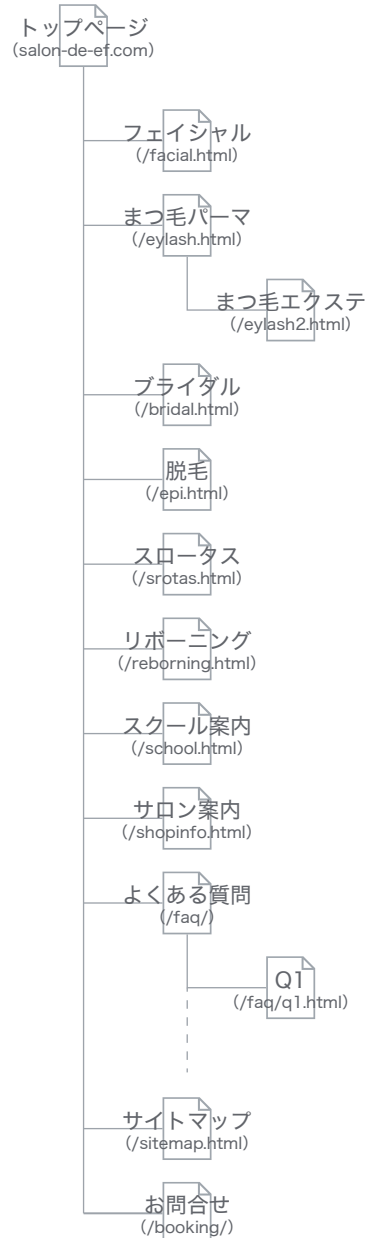 トップページ
（salon-de-ef.com）
フェイシャル
（/facial.html）
まつ毛パーマ
（/eylash.html）
まつ毛エクステ
（/eylash2.html）
ブライダル
（/bridal.html）
脱毛
（/epi.html）
スロータス
（/srotas.html）
リボーニング
（/reborning.html）
スクール案内
（/school.html）
サロン案内
（/shopinfo.html）
よくある質問
（/faq/）
Q1
（/faq/q1.html）
サイトマップ
（/sitemap.html）
お問合せ
（/booking/）